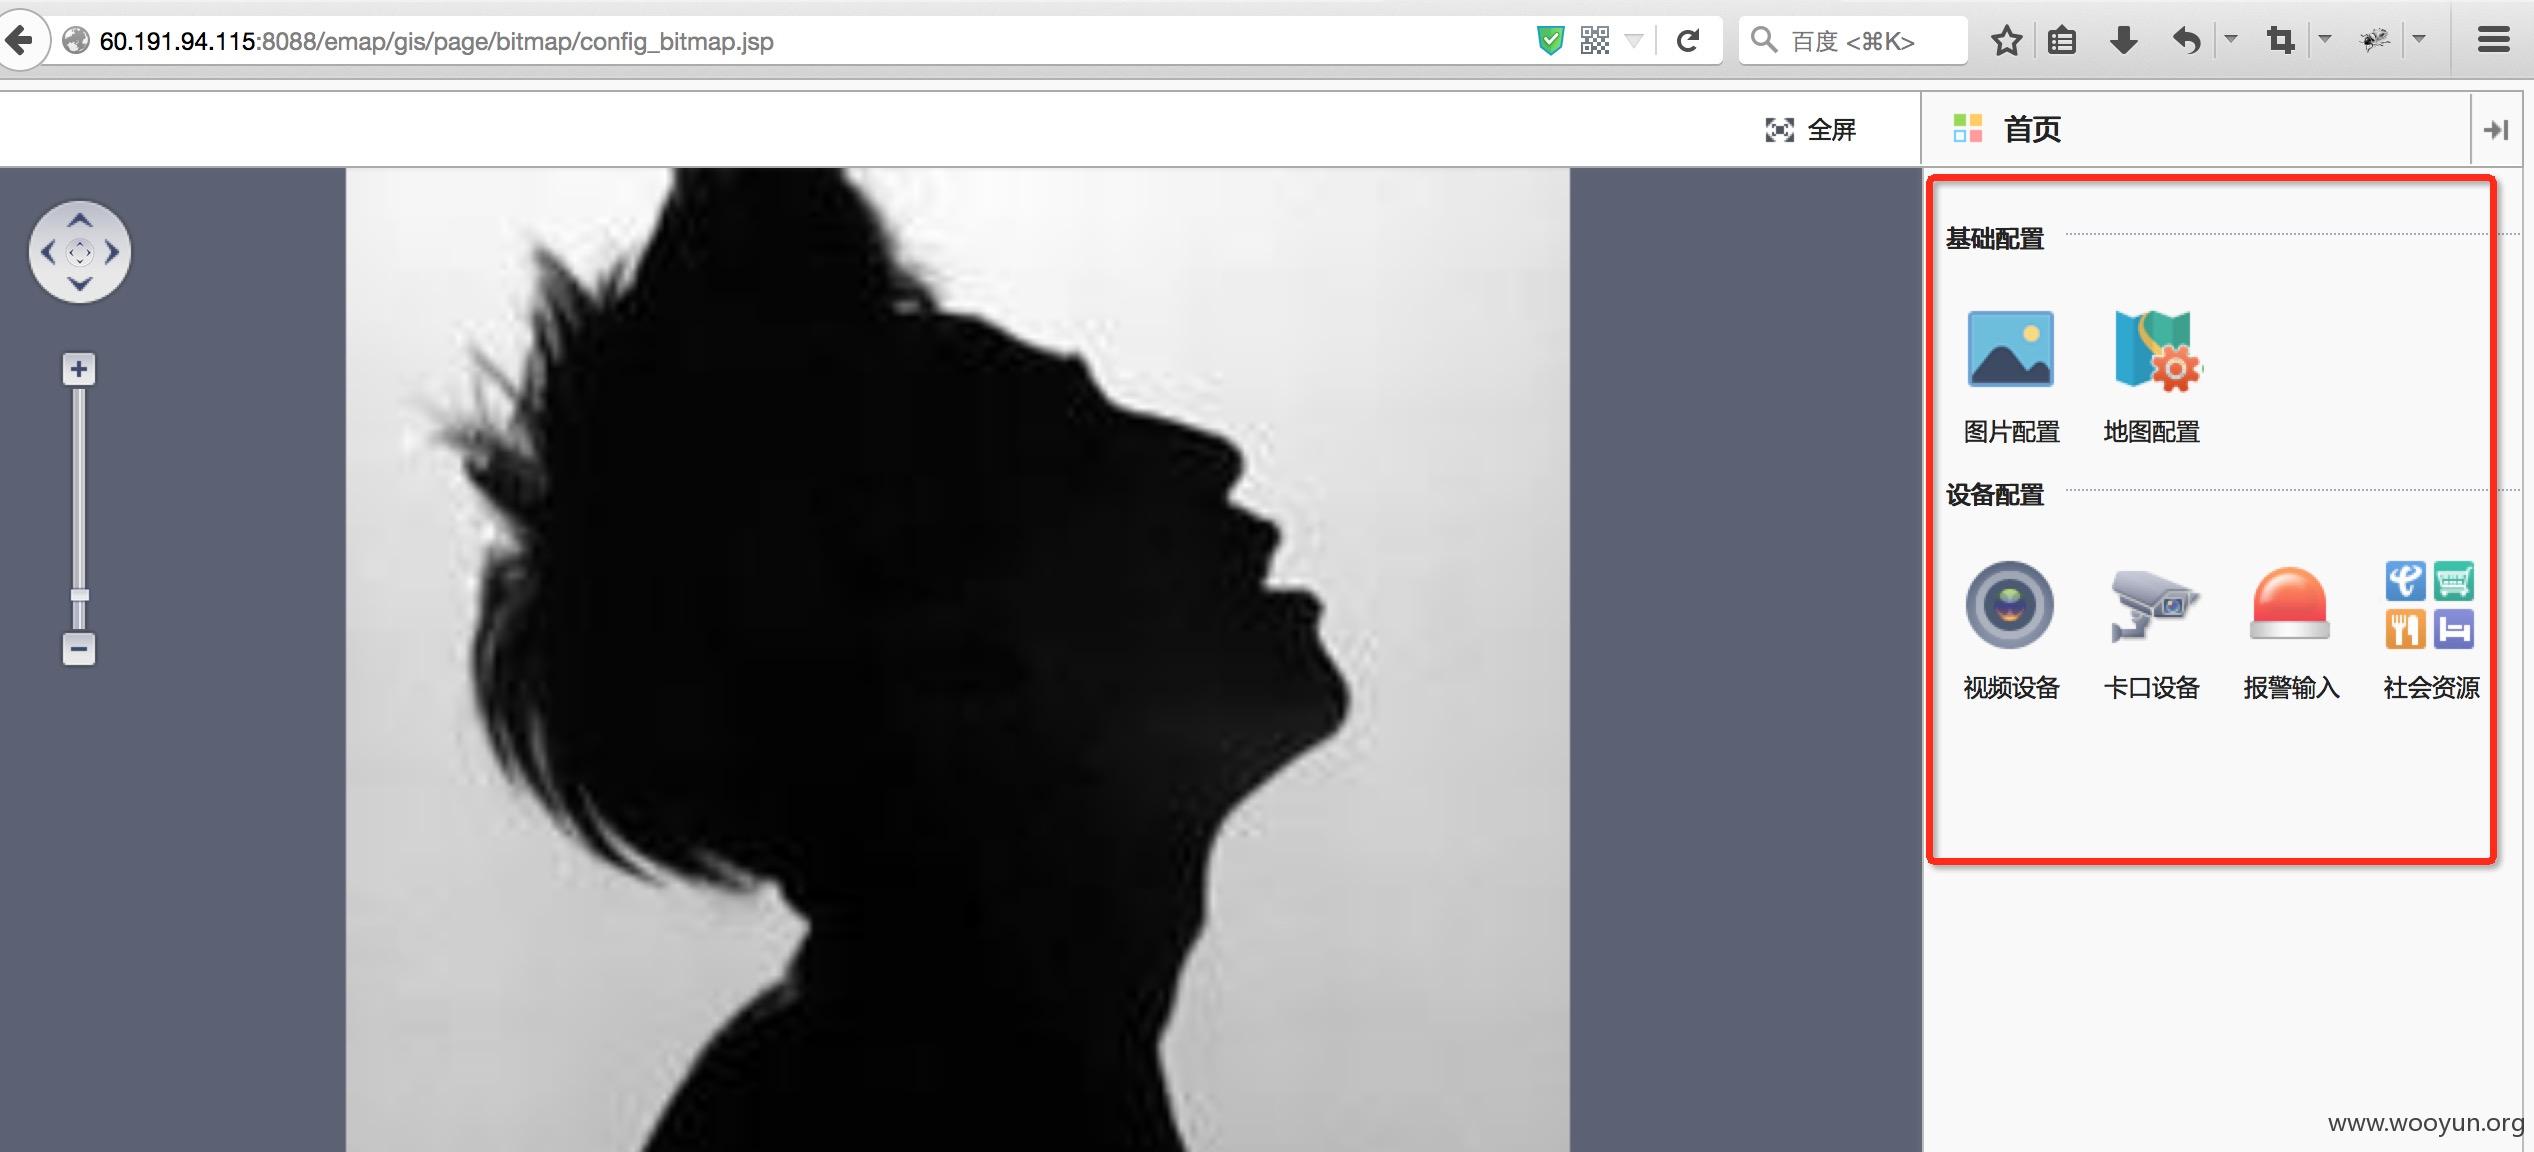 60.191.94.115:8088/emap/gis/page/bitmap/config_bitmap.jsp
百度 <⌘K>
全屏
首页
基础配置
图片配置 地图配置
设备配置
视频设备 卡口设备 报警输入 社会资源
www.wooyun.org